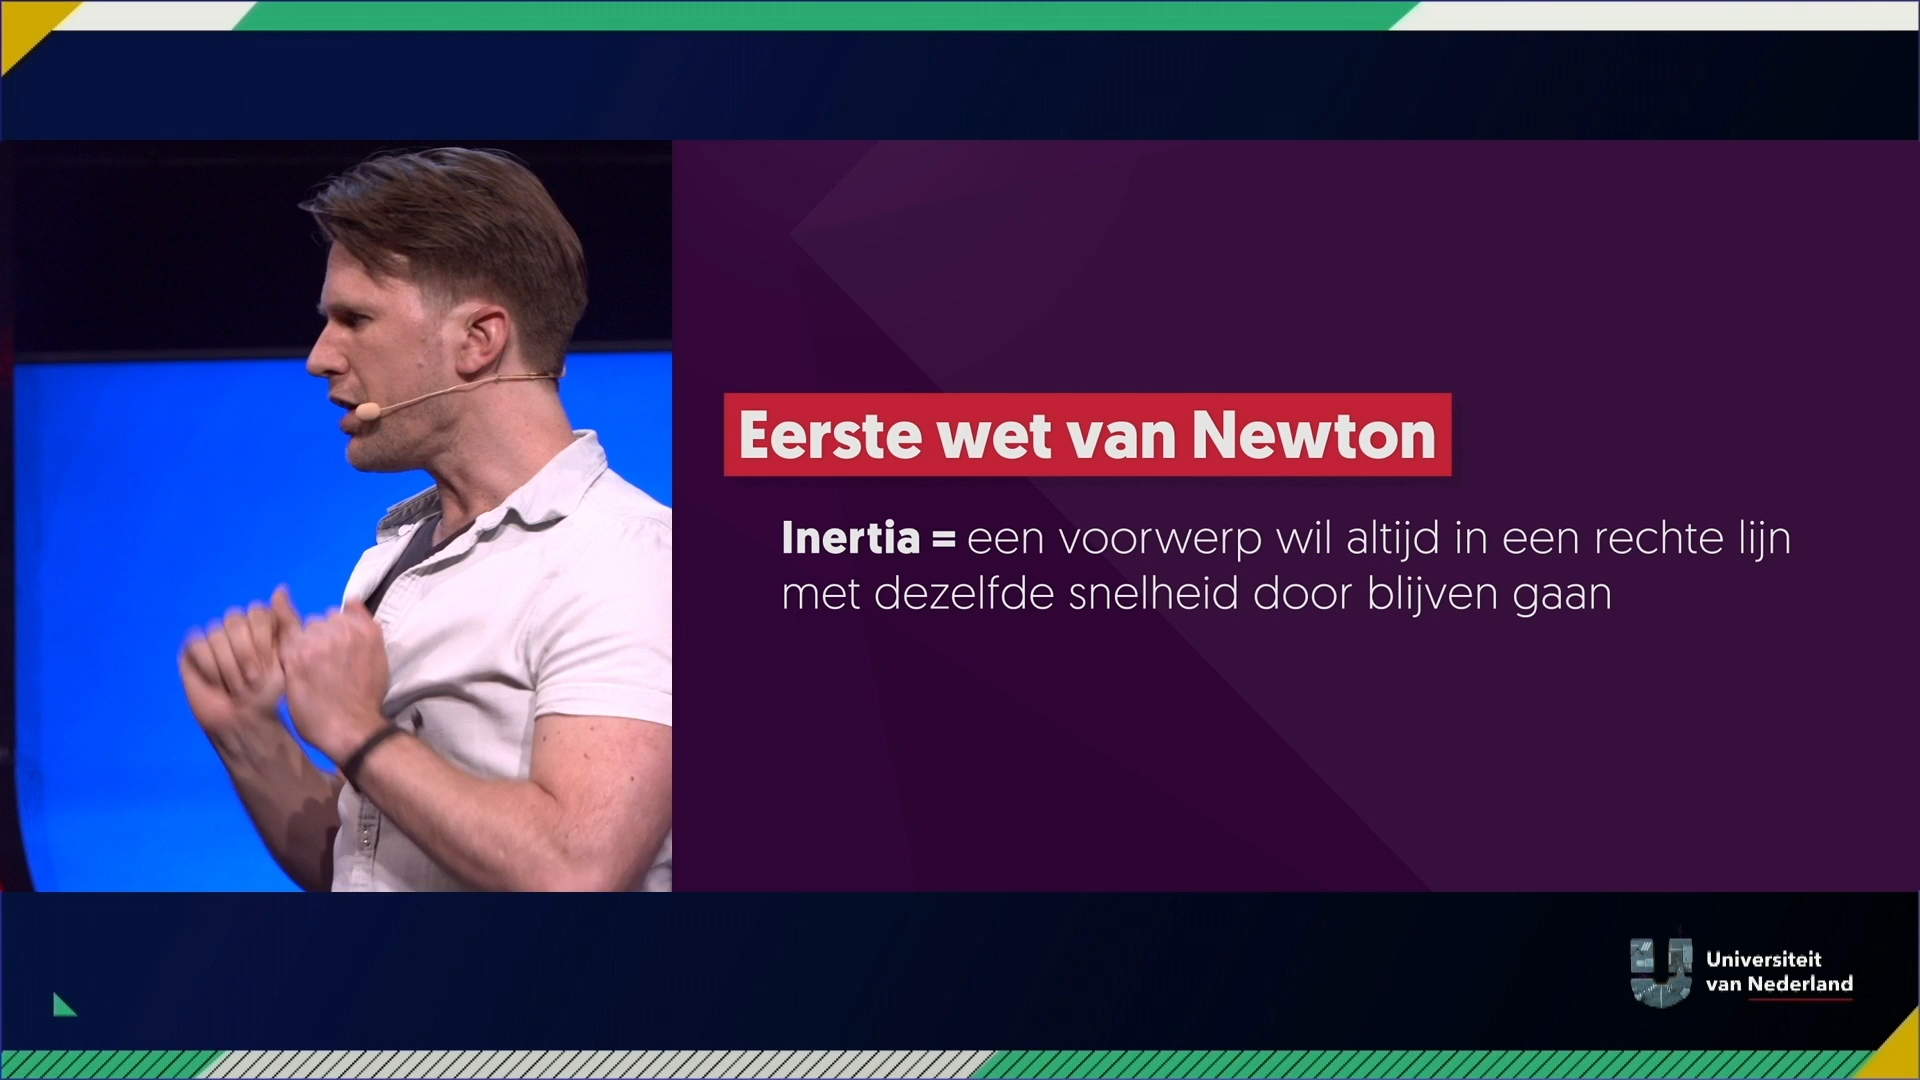 Eerste wet van Newton
Inertia = een voorwerp wil altijd in een rechte lijn
met dezelfde snelheid door blijven gaan
Universiteit
van Nederland